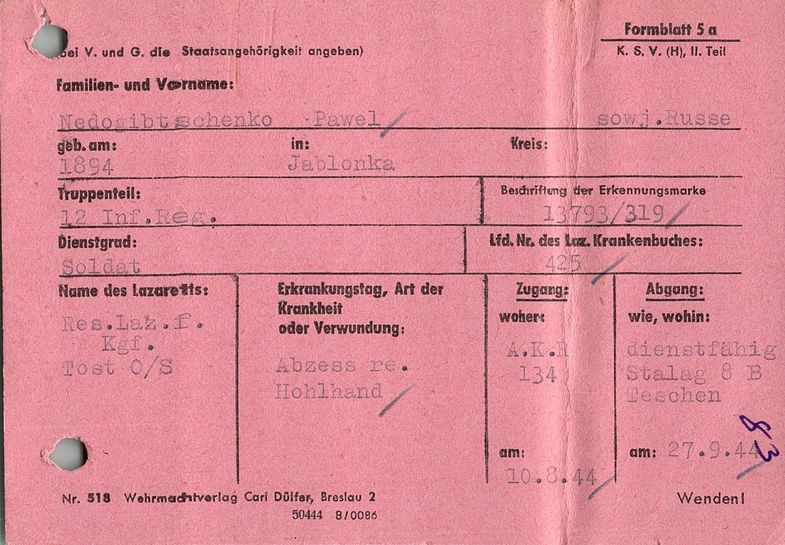 Formblatt 5 a
bei V. und G. die Staatsangehörigkeit angeben)
K. S. V. (H), II. Teil
Familien- und Vorname:
Nedogibtschenko Pawel sowj.Russe
geb. am: in: Kreis:
1894 Jablonka
Truppenteil: Beschriftung der Erkennungsmarke
12 Inf.Reg. 13793/319
Dienstgrad: Lfd. Nr. des Laz. Krankenbuches:
Soldat 425
Name des Lazaretts:
Res.Laz.f.
Kgf.
Tost O/S
Erkrankungstag, Art der
Krankheit
oder Verwundung:
Abzess re.
Hohlhand
Zugang:
woher:
A.K.R
134
am:
10.8.44
Abgang:
wie, wohin:
dienstfähig
Stalag 8 B
Teschen
am: 27.9.44
83
Nr. 518 Wehrmachtverlag Carl Dülfer, Breslau 2
50444 B/0086
Wenden!